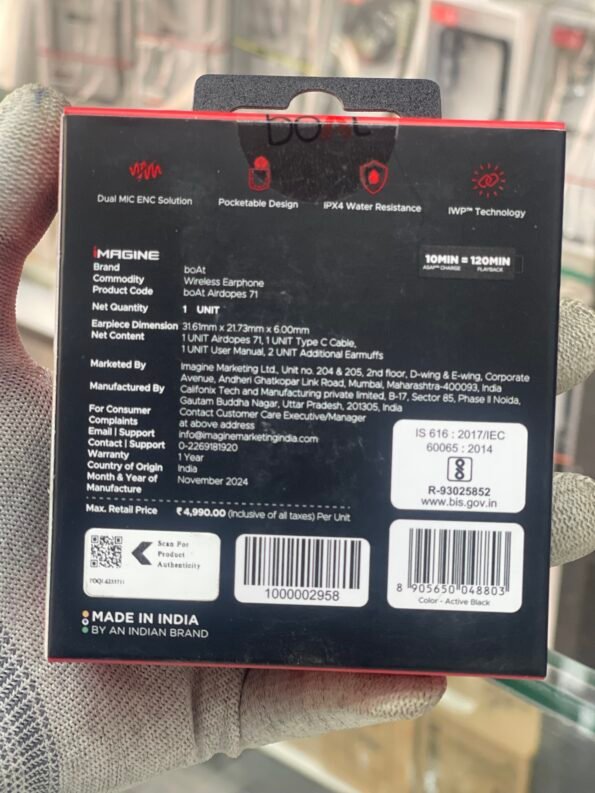 boAt
Dual MIC ENC Solution
Pocketable Design
IPX4 Water Resistance
IWP™ Technology
iMAGINE
10MIN = 120MIN
ASAP™ CHARGE PLAYBACK
Brand boAt
Commodity Wireless Earphone
Product Code boAt Airdopes 71
Net Quantity 1 UNIT
Earpiece Dimension 31.61mm x 21.73mm x 6.00mm
Net Content 1 UNIT Airdopes 71, 1 UNIT Type C Cable,
1 UNIT User Manual, 2 UNIT Additional Earmuffs
Marketed By Imagine Marketing Ltd., Unit no. 204 & 205, 2nd floor, D-wing & E-wing, Corporate
Avenue, Andheri Ghatkopar Link Road, Mumbai, Maharashtra-400093, India
Manufactured By Califonix Tech and Manufacturing private limited, B-17, Sector 85, Phase II Noida,
Gautam Buddha Nagar, Uttar Pradesh, 201305, India
For Consumer Contact Customer Care Executive/Manager
Complaints at above address
Email | Support info@imaginemarketingindia.com
Contact | Support 0-2269181920
Warranty 1 Year
Country of Origin India
Month & Year of November 2024
Manufacture
Max. Retail Price ₹4,990.00 (Inclusive of all taxes) Per Unit
IS 616 : 2017/IEC
60065 : 2014
R-93025852
www.bis.gov.in
Scan For
Product
Authenticity
1000002958
8 905650 048803
Color - Active Black
MADE IN INDIA
BY AN INDIAN BRAND